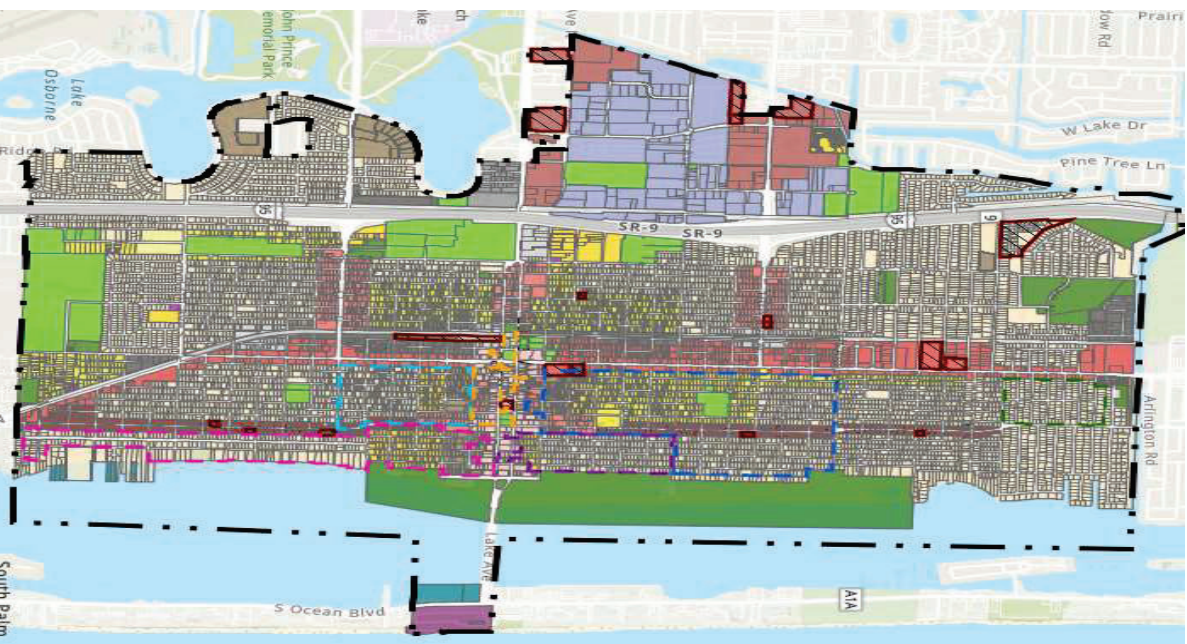 John Prince
Memorial Park
Lake
Osborne
Ave
Prairi
W Lake Dr
Pine Tree Ln
95
SR-9
SR-9
95
9
Arlington Rd
Lake Ave
S Ocean Blvd
A1A
South Palm